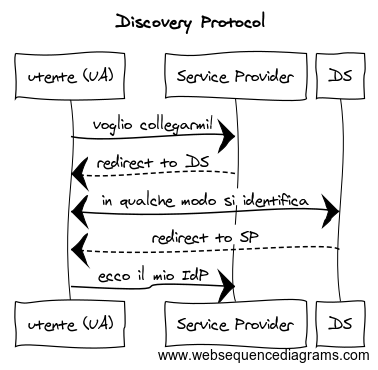 Discovery Protocol
utente (UA)
Service Provider
DS
voglio collegarmi!
redirect to DS
in qualche modo si identifica
redirect to SP
ecco il mio IdP
utente (UA)
Service Provider
DS
www.websequencediagrams.com